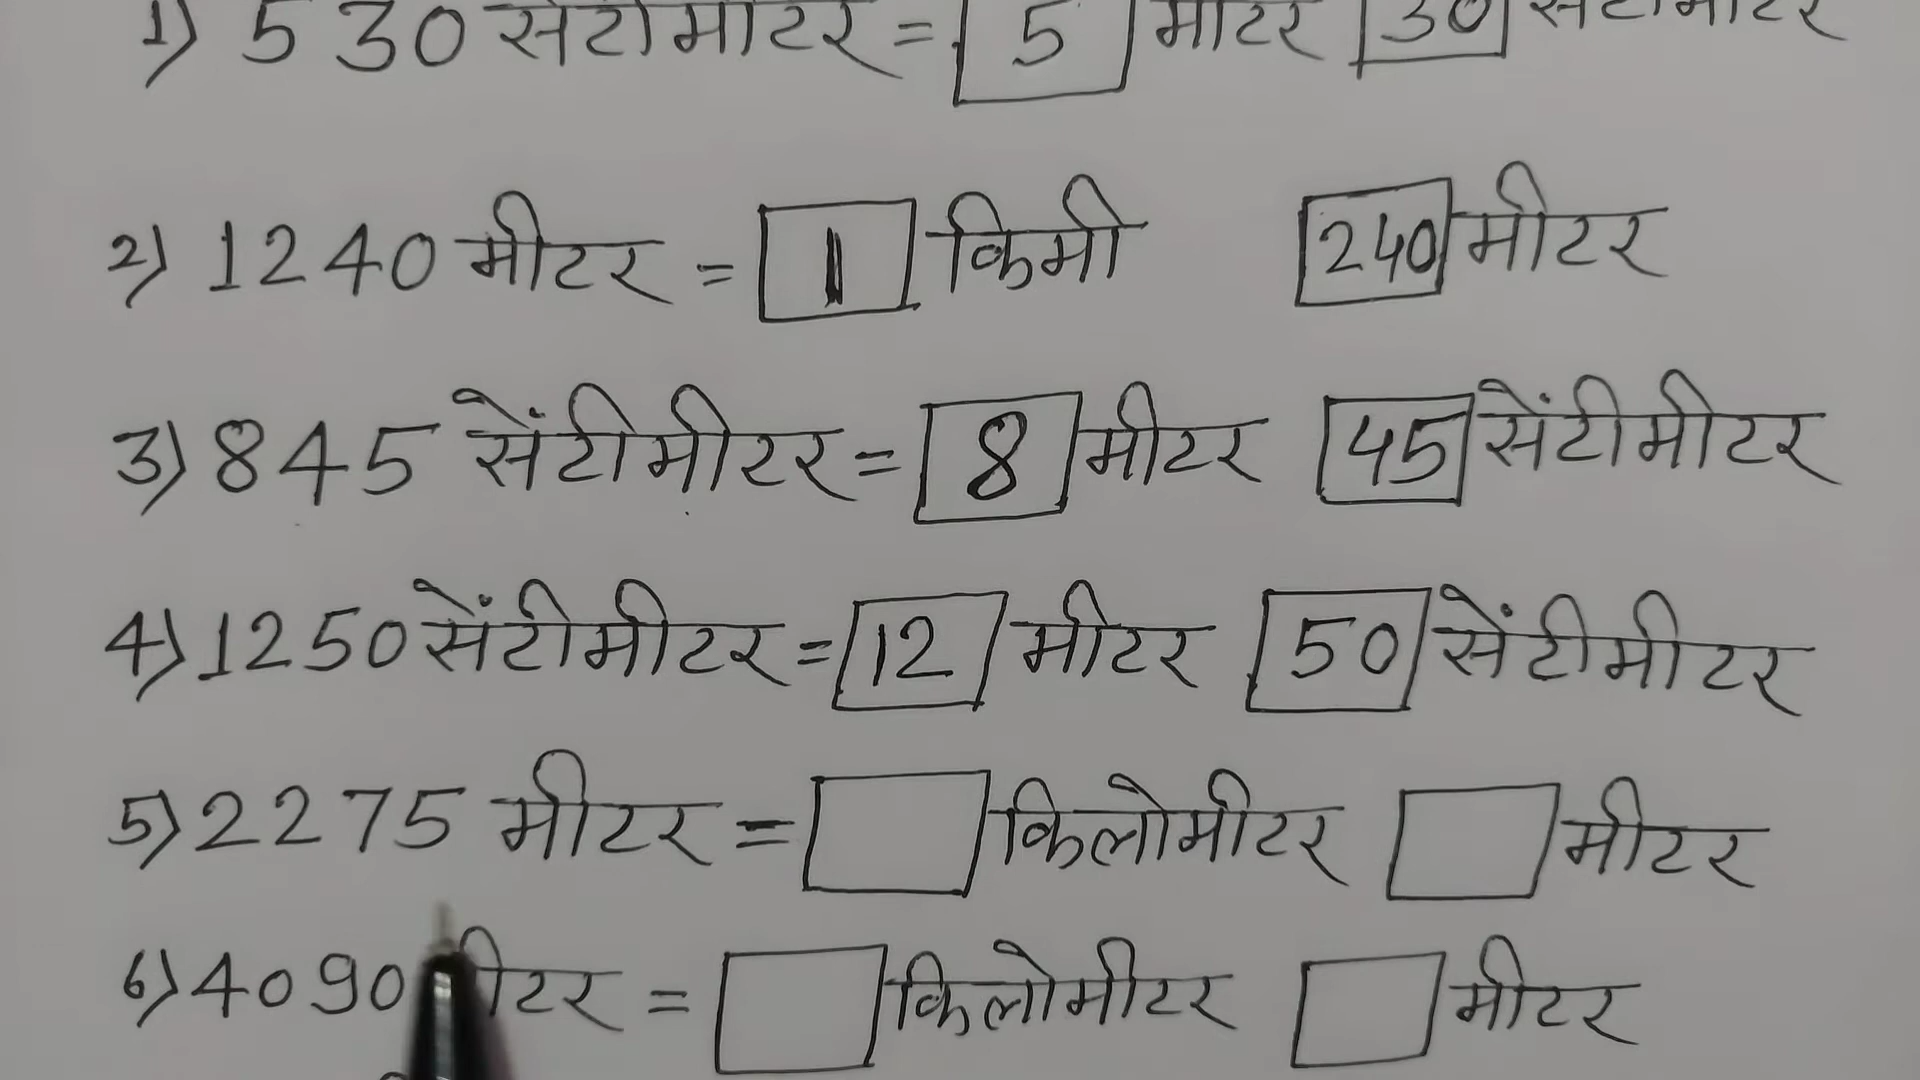 1) 530 सेंटीमीटर = 5 मीटर 30 सेंटीमीटर
2) 1240 मीटर = 1 किमी 240 मीटर
3) 845 सेंटीमीटर = 8 मीटर 45 सेंटीमीटर
4) 1250 सेंटीमीटर = 12 मीटर 50 सेंटीमीटर
5) 2275 मीटर = किलोमीटर मीटर
6) 4090 मीटर = किलोमीटर मीटर